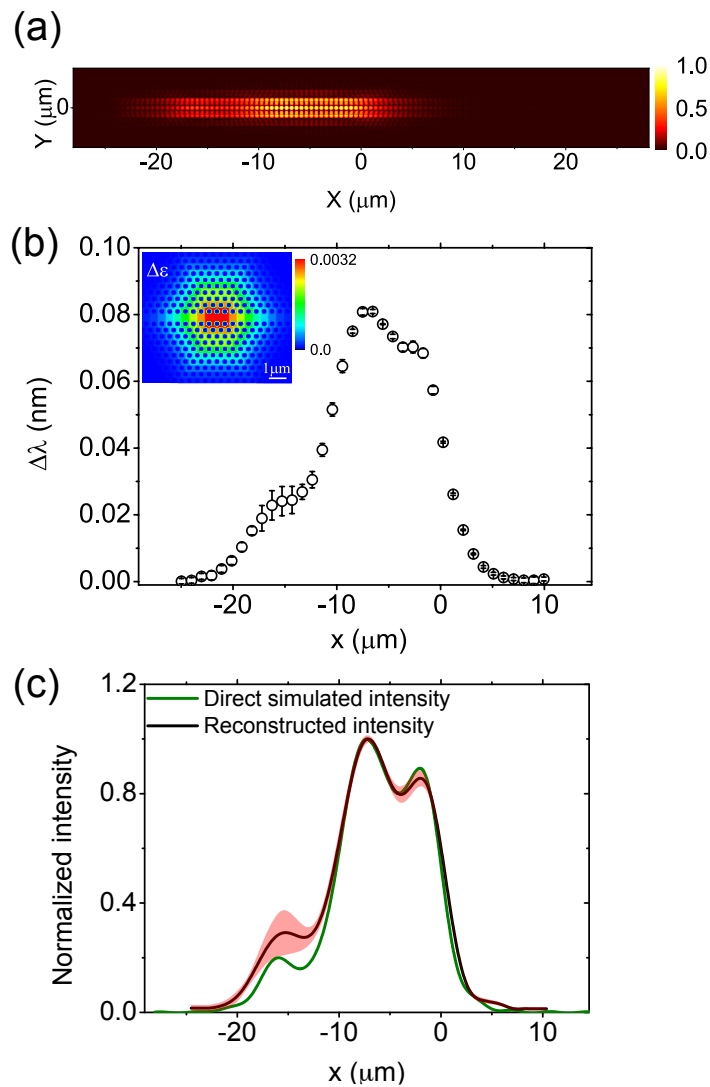 (a)
Y (μm)
0
1.0
0.5
0.0
-20 -10 0 10 20
X (μm)
(b)
0.10
0.08
0.06
0.04
0.02
0.00
Δλ (nm)
Δε
0.0032
0.0
1μm
-20 -10 0 10
x (μm)
(c)
1.2
0.8
0.4
0.0
Normalized intensity
Direct simulated intensity
Reconstructed intensity
-20 -10 0 10
x (μm)